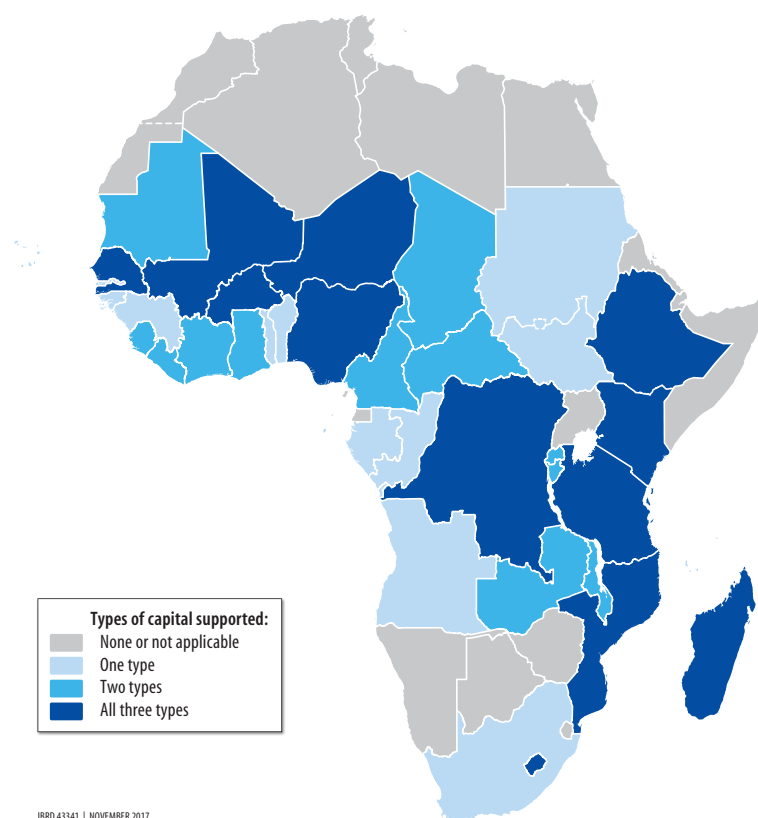 Types of capital supported:
None or not applicable
One type
Two types
All three types
IBRD 43341 | NOVEMBER 2017